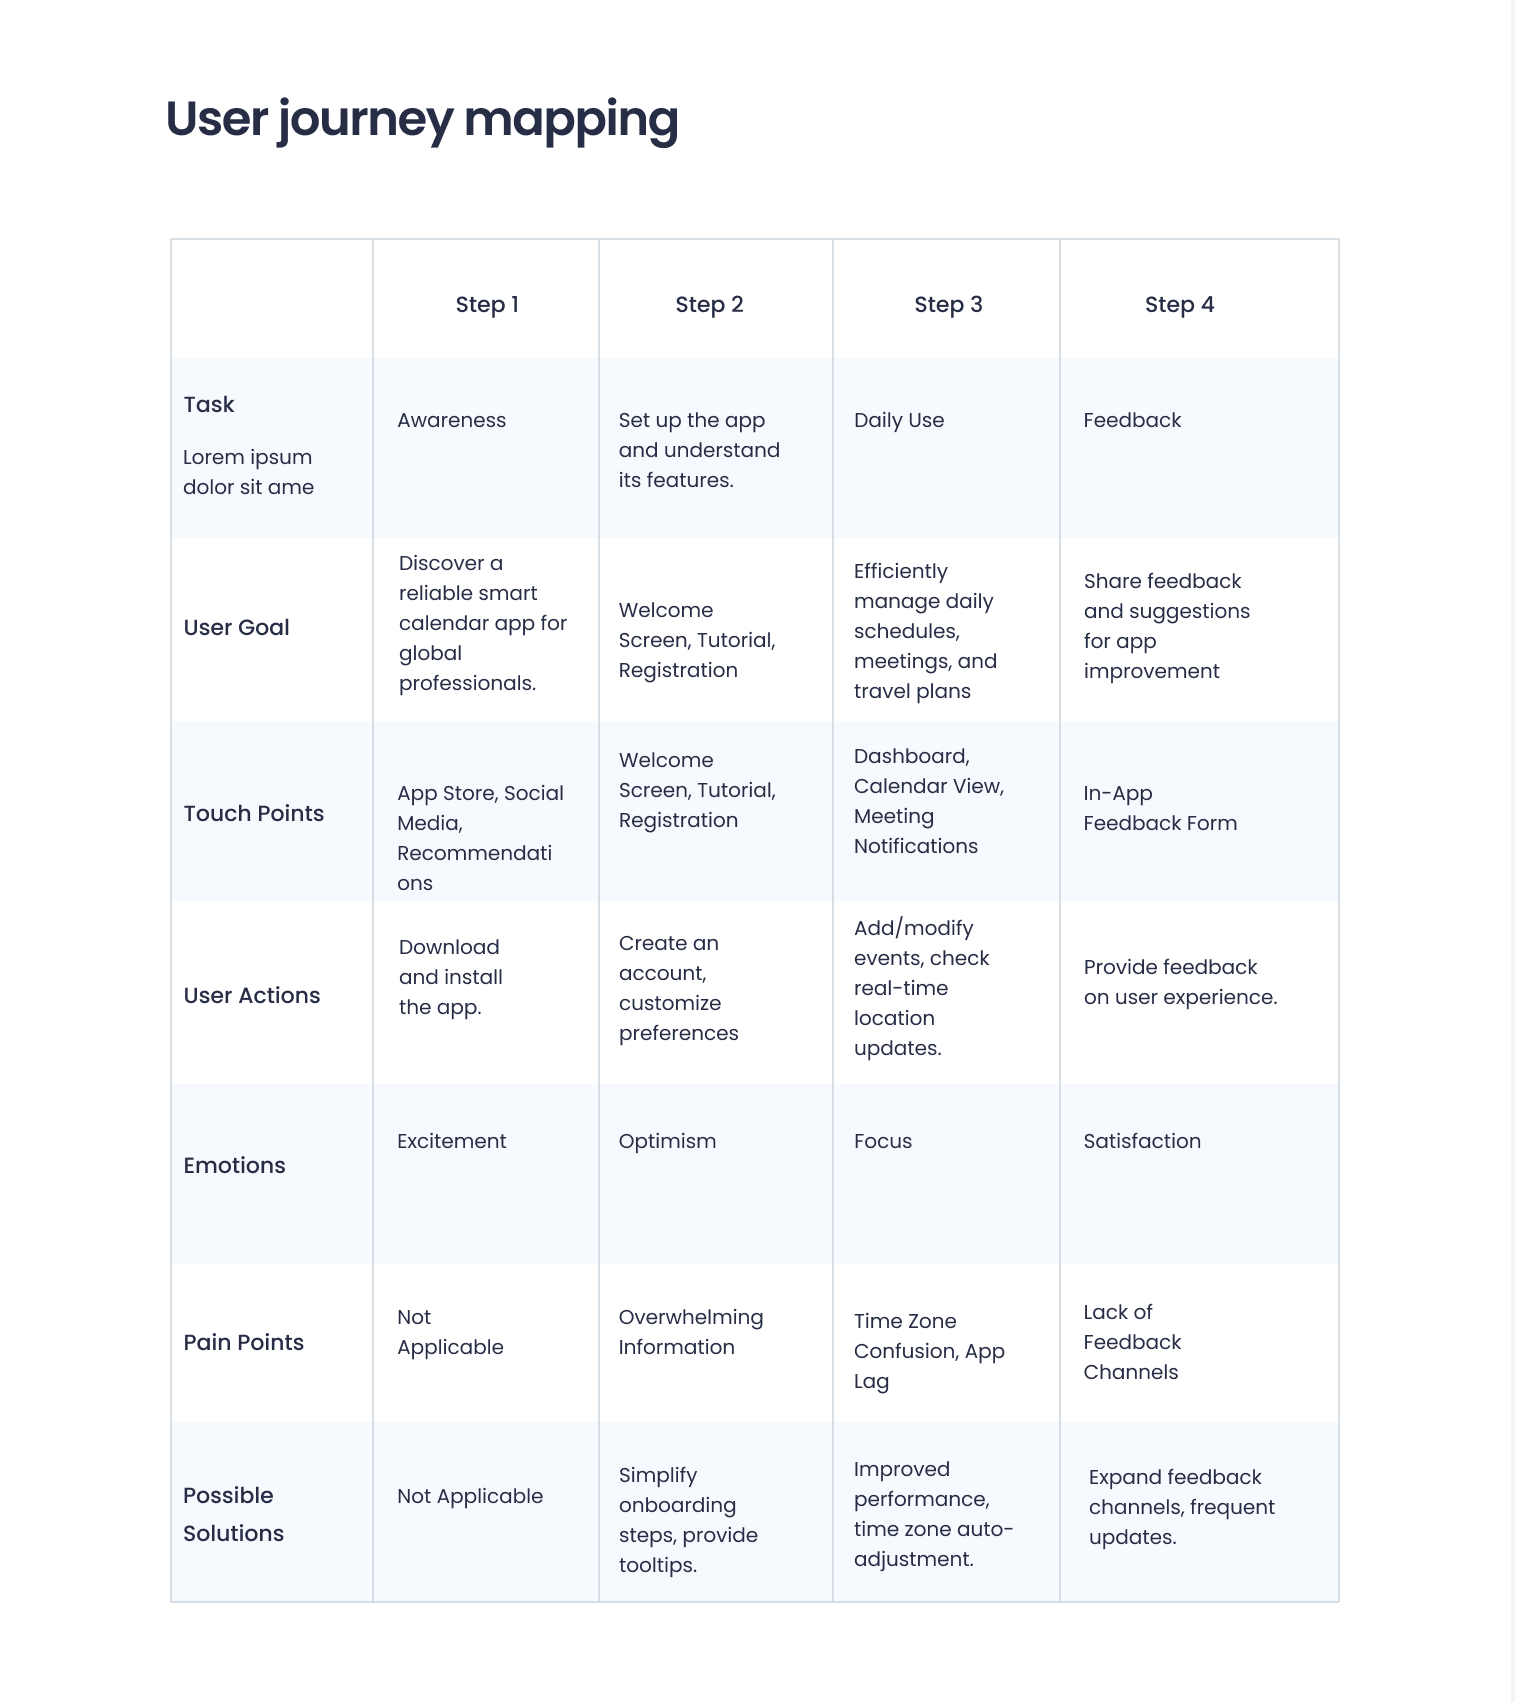 User journey mapping
Step 1
Step 2
Step 3
Step 4
Task
Lorem ipsum
dolor sit ame
Awareness
Set up the app
and understand
its features.
Daily Use
Feedback
User Goal
Discover a
reliable smart
calendar app for
global
professionals.
Welcome
Screen, Tutorial,
Registration
Efficiently
manage daily
schedules,
meetings, and
travel plans
Share feedback
and suggestions
for app
improvement
Touch Points
App Store, Social
Media,
Recommendati
ons
Welcome
Screen, Tutorial,
Registration
Dashboard,
Calendar View,
Meeting
Notifications
In-App
Feedback Form
User Actions
Download
and install
the app.
Create an
account,
customize
preferences
Add/modify
events, check
real-time
location
updates.
Provide feedback
on user experience.
Emotions
Excitement
Optimism
Focus
Satisfaction
Pain Points
Not
Applicable
Overwhelming
Information
Time Zone
Confusion, App
Lag
Lack of
Feedback
Channels
Possible
Solutions
Not Applicable
Simplify
onboarding
steps, provide
tooltips.
Improved
performance,
time zone auto-
adjustment.
Expand feedback
channels, frequent
updates.